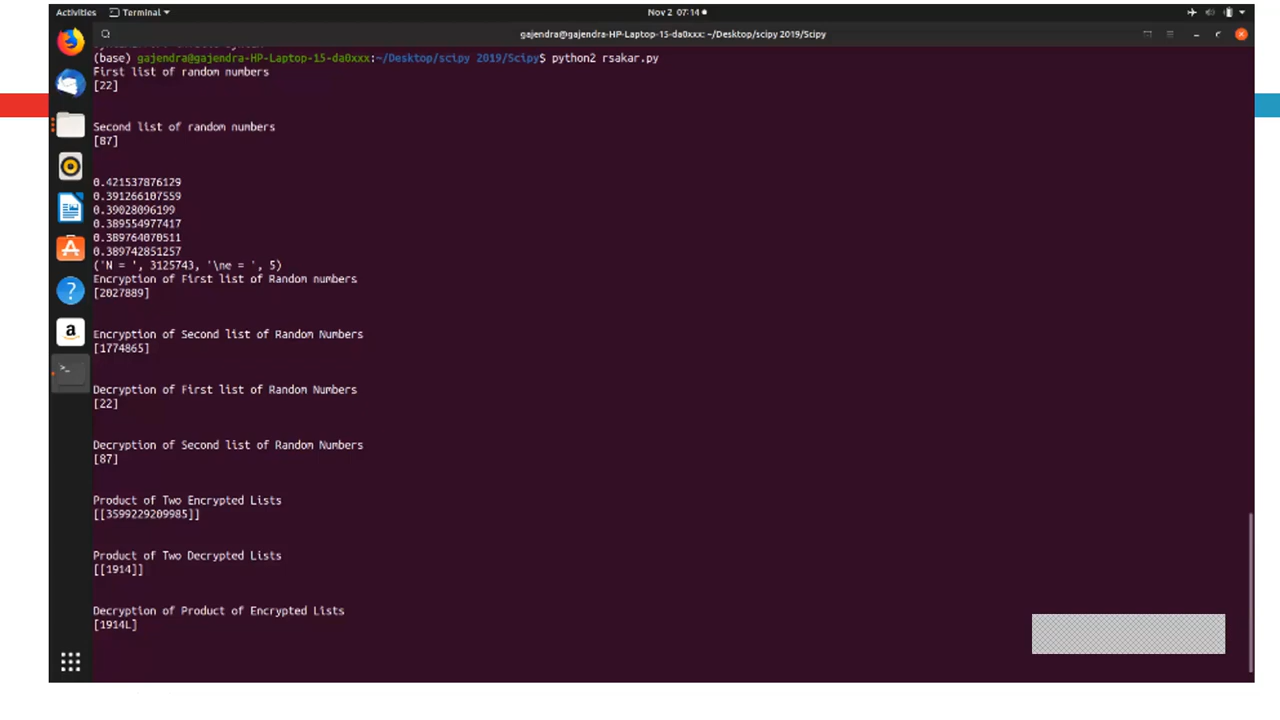 Activities Terminal Nov 2 07:14
gajendra@gajendra-HP-Laptop-15-da0xxx: ~/Desktop/scipy 2019/Scipy
(base) gajendra@gajendra-HP-Laptop-15-da0xxx:~/Desktop/scipy 2019/Scipy$ python2 rsakar.py
First list of random numbers
[22]
Second list of random numbers
[87]
0.421537876129
0.391266107559
0.39028096199
0.389554977417
0.389764070511
0.389742851257
('N = ', 3125743, '\ne = ', 5)
Encryption of First list of Random numbers
[2027889]
Encryption of Second list of Random Numbers
[1774865]
Decryption of First list of Random Numbers
[22]
Decryption of Second list of Random Numbers
[87]
Product of Two Encrypted Lists
[[3599229209985]]
Product of Two Decrypted Lists
[[1914]]
Decryption of Product of Encrypted Lists
[1914L]